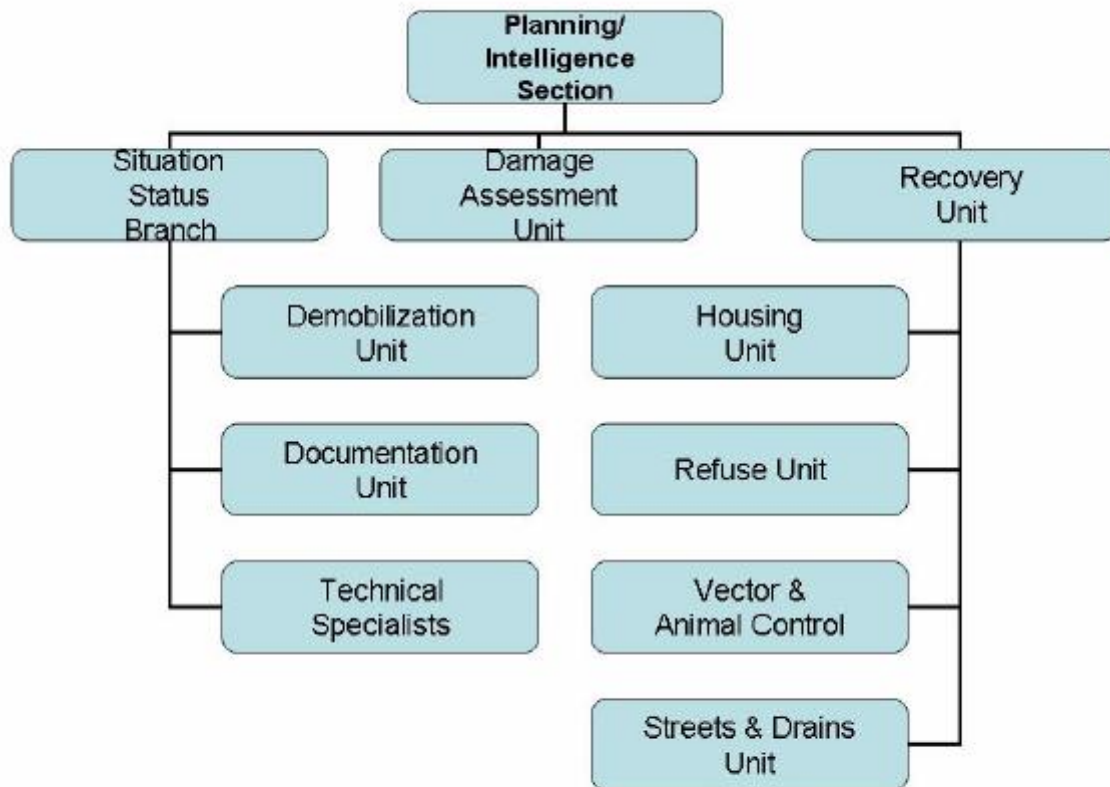 Planning/
Intelligence
Section
Situation
Status
Branch
Damage
Assessment
Unit
Recovery
Unit
Demobilization
Unit
Housing
Unit
Documentation
Unit
Refuse Unit
Technical
Specialists
Vector &
Animal Control
Streets & Drains
Unit